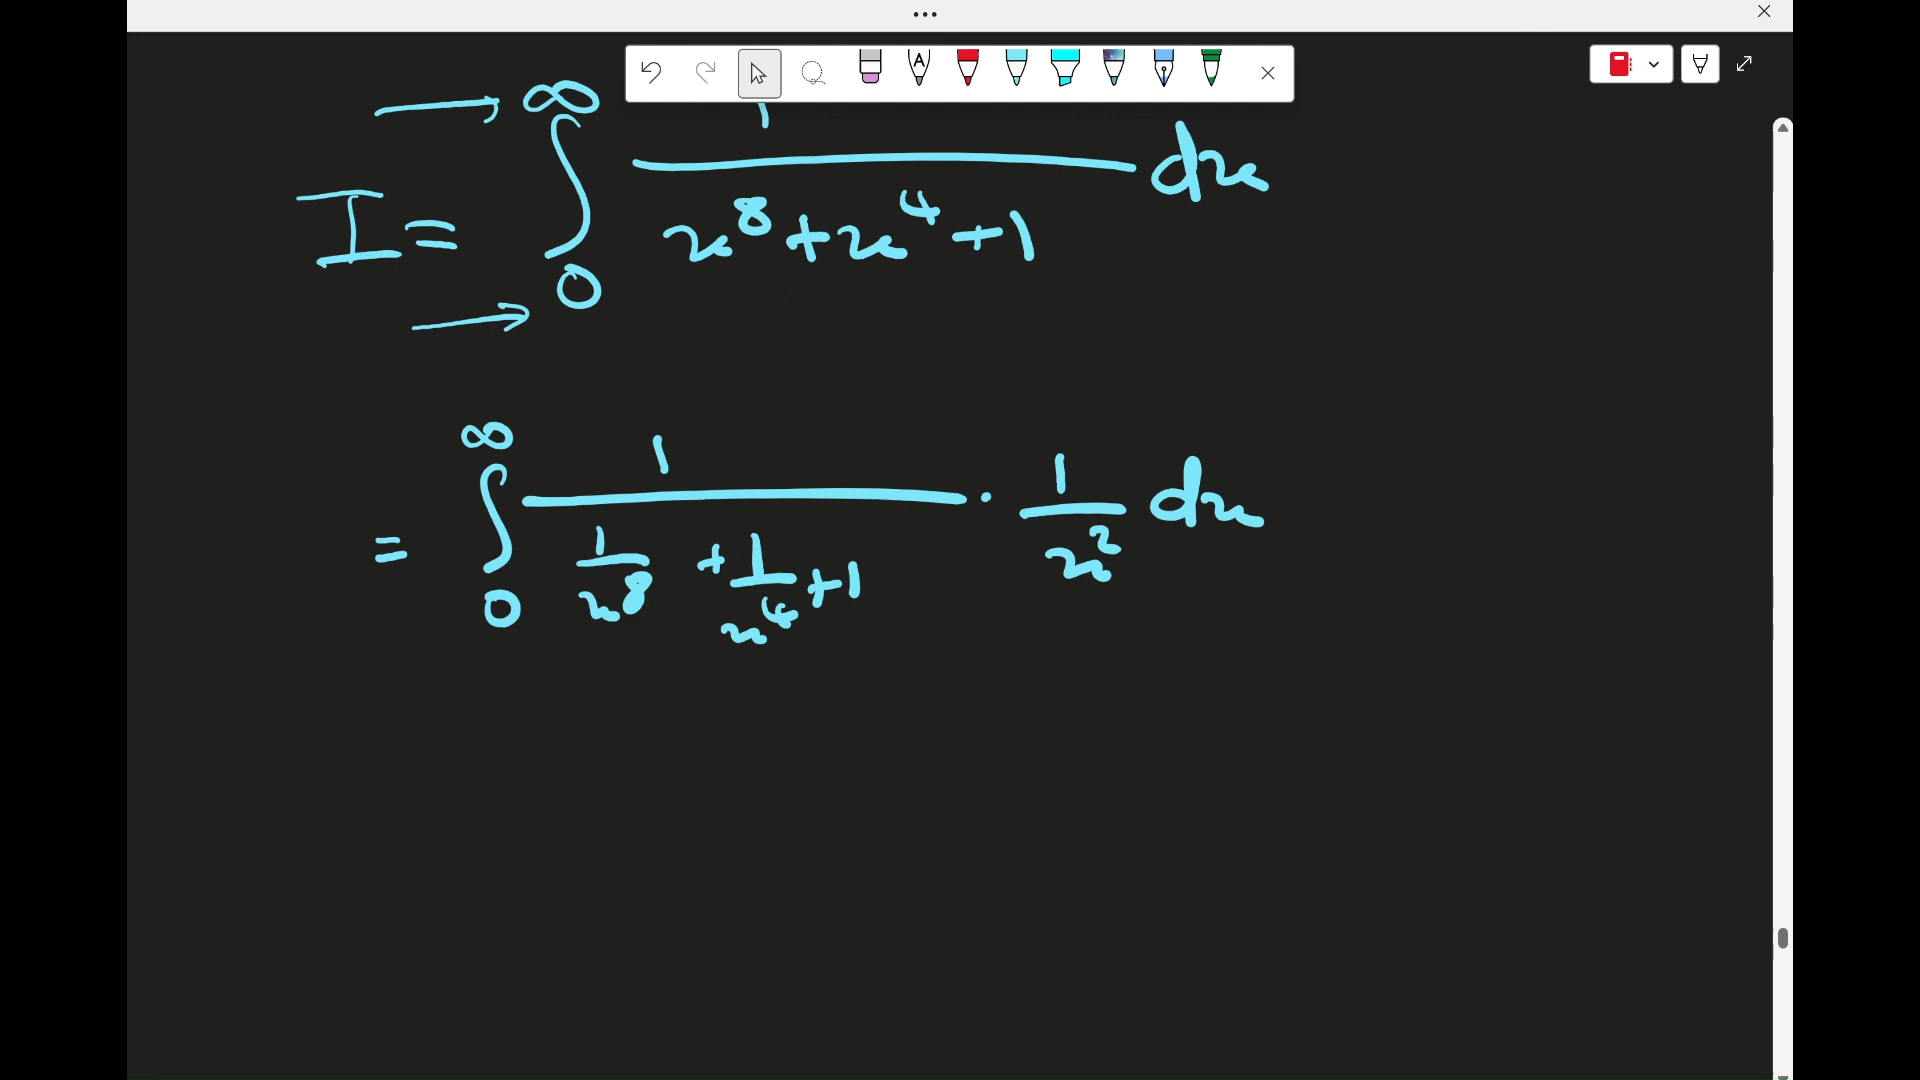 I = ∫₀^∞ 1/(x⁸+x⁴+1) dx
= ∫₀^∞ 1/(1/x⁸ + 1/x⁴ + 1) · 1/x² dx